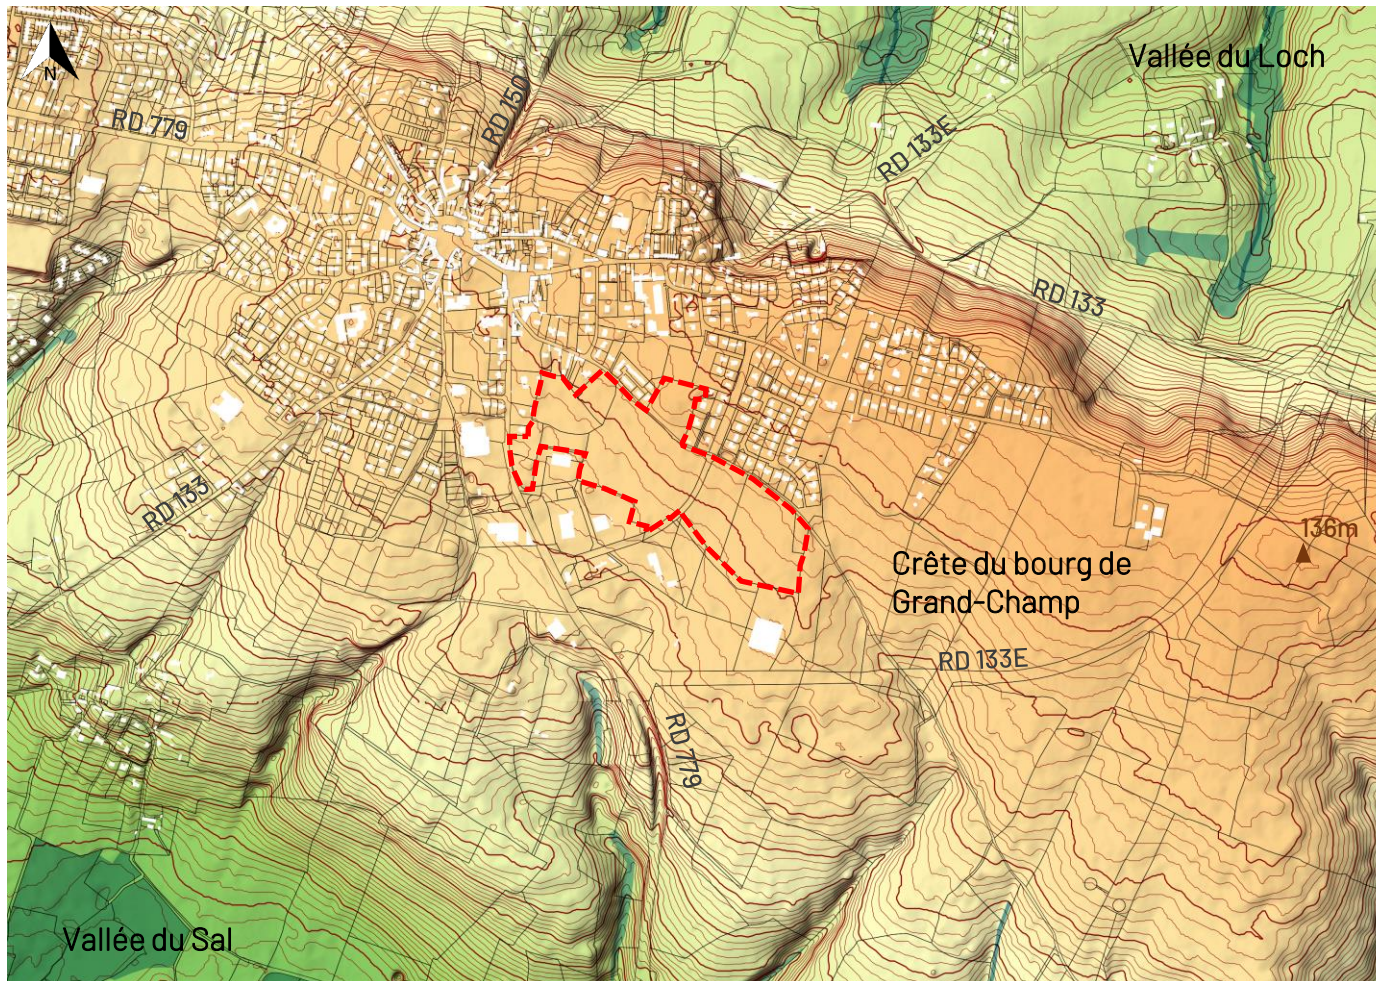 Vallée du Loch
N
RD 779
RD 150
RD 133E
RD 133
RD 133
136m
Crête du bourg de
Grand-Champ
RD 133E
RD 779
Vallée du Sal